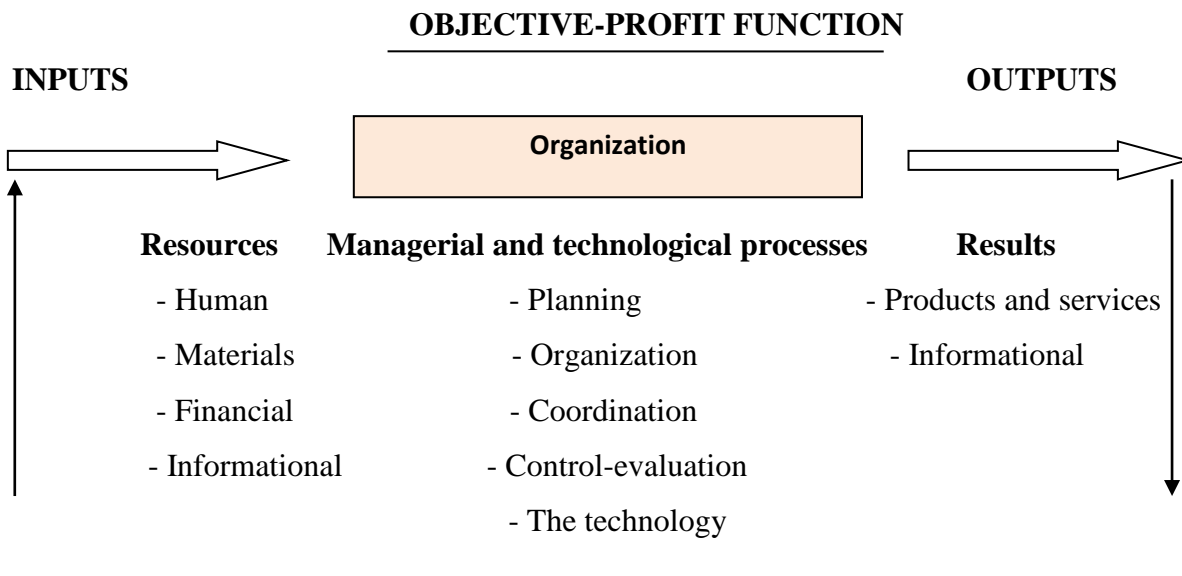 OBJECTIVE-PROFIT FUNCTION
INPUTS
OUTPUTS
Organization
Resources
Managerial and technological processes
Results
- Human
- Planning
- Products and services
- Materials
- Organization
- Informational
- Financial
- Coordination
- Informational
- Control-evaluation
- The technology